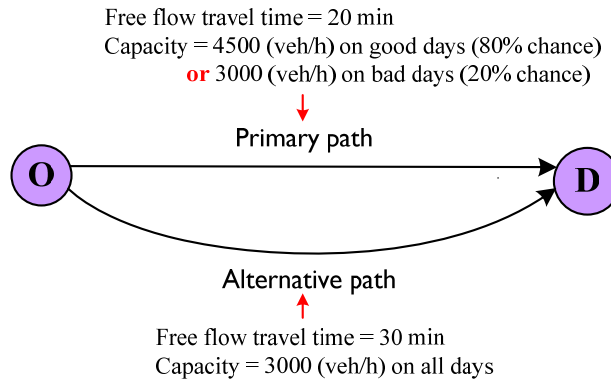 Free flow travel time = 20 min
Capacity = 4500 (veh/h) on good days (80% chance)
or 3000 (veh/h) on bad days (20% chance)
Primary path
O
D
Alternative path
Free flow travel time = 30 min
Capacity = 3000 (veh/h) on all days